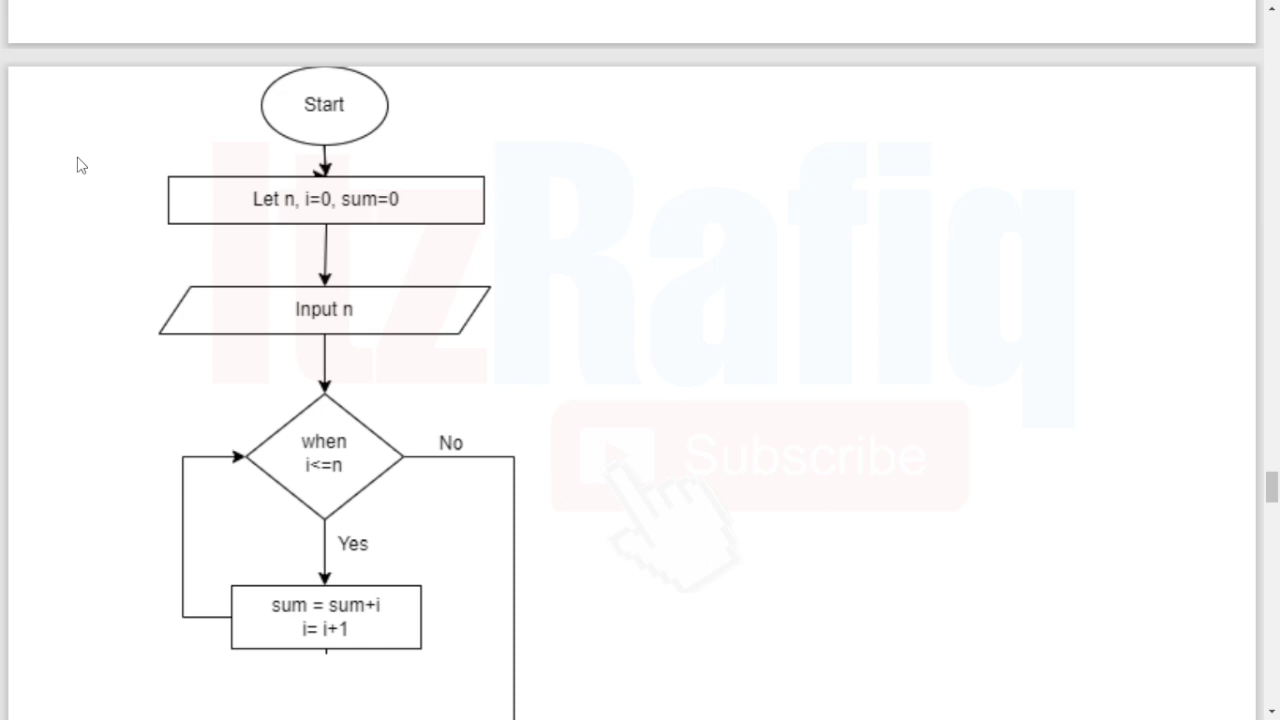 Start
Let n, i=0, sum=0
Input n
when
i<=n
No
Yes
sum = sum+i
i= i+1
ItzRafiq
Subscribe